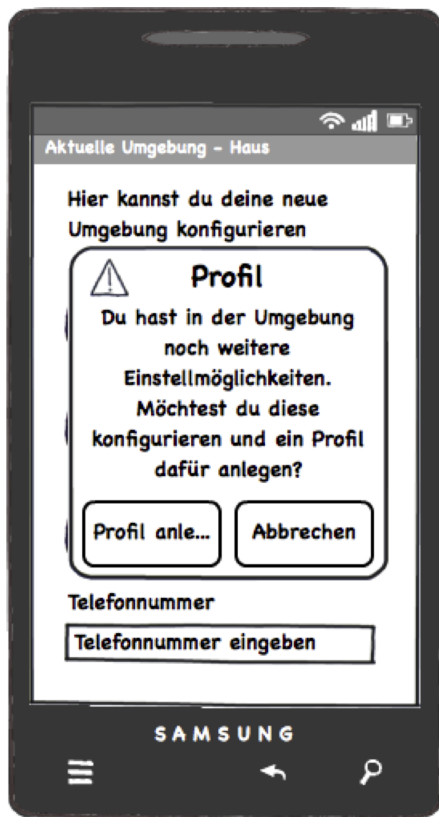 Aktuelle Umgebung - Haus
Hier kannst du deine neue
Umgebung konfigurieren
Profil
Du hast in der Umgebung
noch weitere
Einstellmöglichkeiten.
Möchtest du diese
konfigurieren und ein Profil
dafür anlegen?
Profil anle...
Abbrechen
Telefonnummer
Telefonnummer eingeben
SAMSUNG